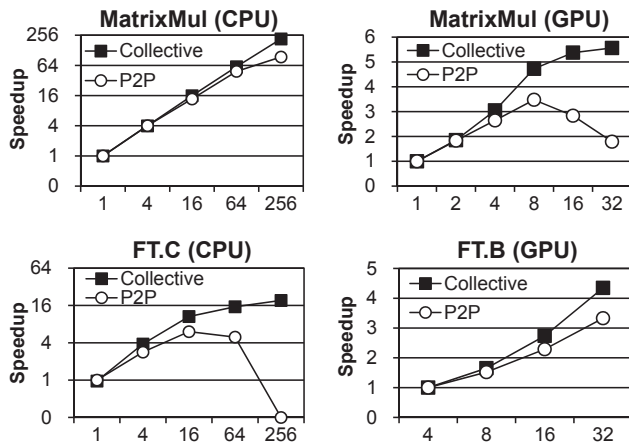 MatrixMul (CPU)
Speedup
256
64
16
4
1
0
Collective
P2P
1 4 16 64 256
MatrixMul (GPU)
Speedup
6
5
4
3
2
1
0
Collective
P2P
1 2 4 8 16 32
FT.C (CPU)
Speedup
64
16
4
1
0
Collective
P2P
1 4 16 64 256
FT.B (GPU)
Speedup
5
4
3
2
1
0
Collective
P2P
4 8 16 32